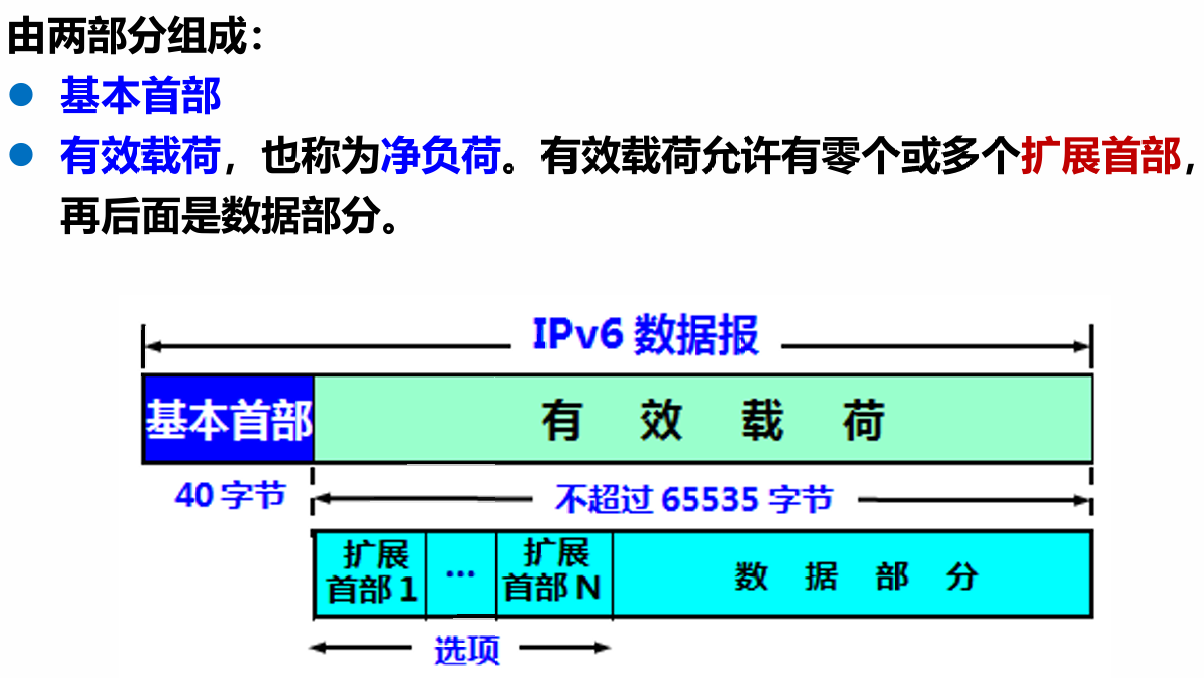 由两部分组成：
● 基本首部
● 有效载荷，也称为净负荷。有效载荷允许有零个或多个扩展首部，
再后面是数据部分。
IPv6 数据报
基本首部 有 效 载 荷
40 字节 不超过 65535 字节
扩展 扩展
首部 1 … 首部 N 数 据 部 分
选项